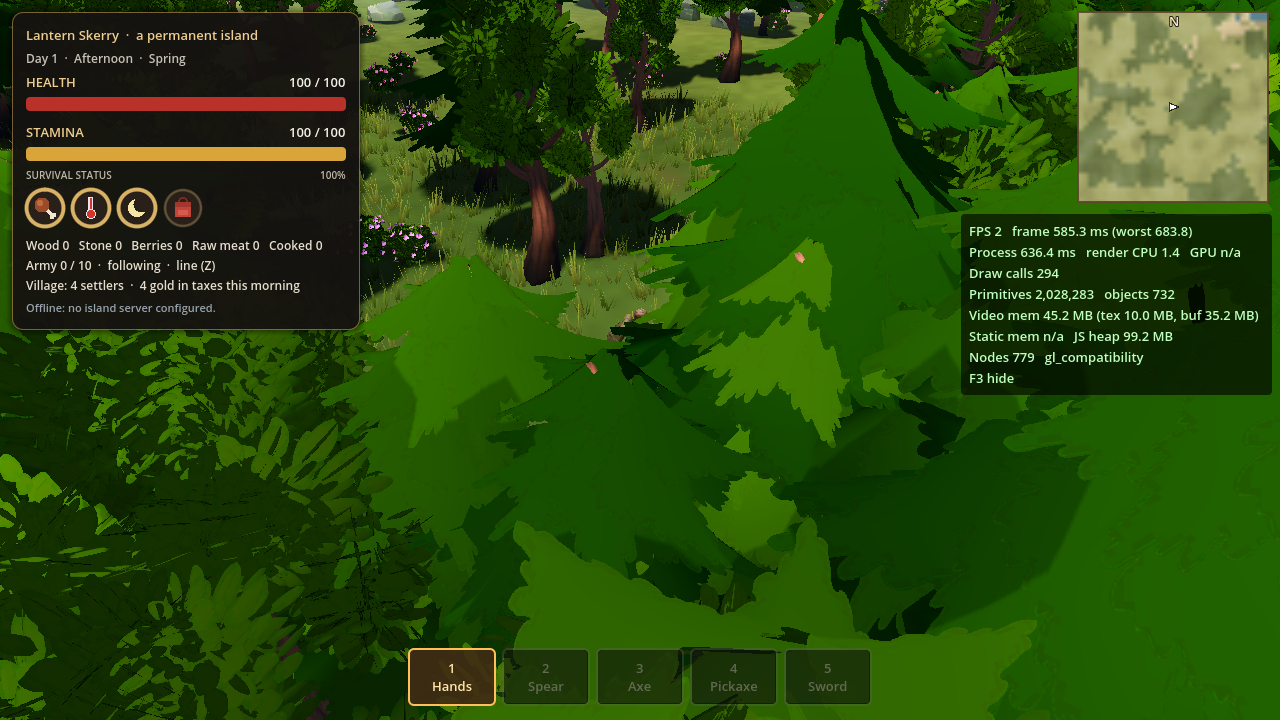 Lantern Skerry · a permanent island
Day 1 · Afternoon · Spring
HEALTH 100 / 100
STAMINA 100 / 100
SURVIVAL STATUS 100%
Wood 0 Stone 0 Berries 0 Raw meat 0 Cooked 0
Army 0 / 10 · following · line (Z)
Village: 4 settlers · 4 gold in taxes this morning
Offline: no island server configured.
N
FPS 2 frame 585.3 ms (worst 683.8)
Process 636.4 ms render CPU 1.4 GPU n/a
Draw calls 294
Primitives 2,028,283 objects 732
Video mem 45.2 MB (tex 10.0 MB, buf 35.2 MB)
Static mem n/a JS heap 99.2 MB
Nodes 779 gl_compatibility
F3 hide
1 Hands
2 Spear
3 Axe
4 Pickaxe
5 Sword